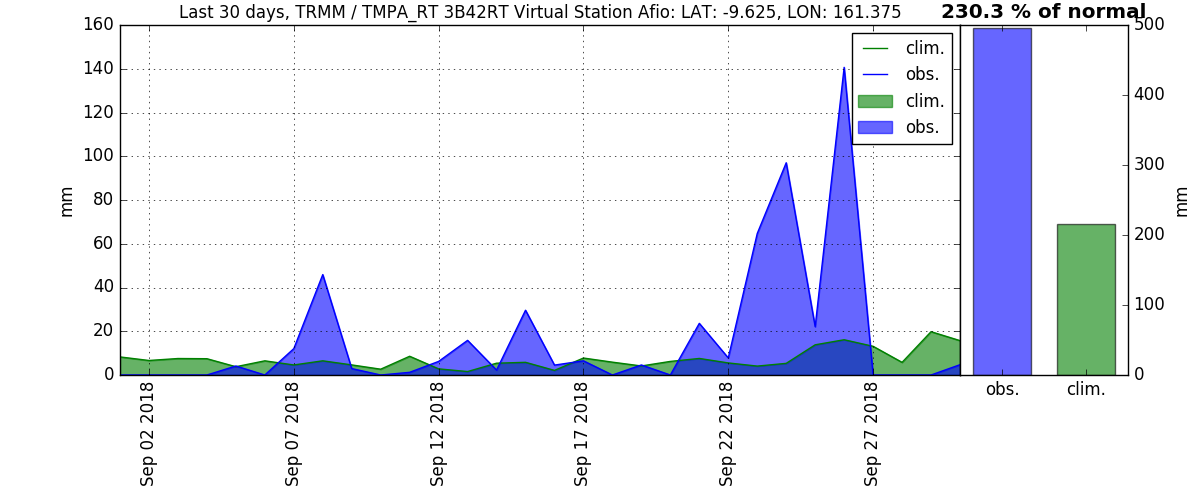 Last 30 days, TRMM / TMPA_RT 3B42RT Virtual Station Afio: LAT: -9.625, LON: 161.375
230.3 % of normal
160
140
120
100
80
60
40
20
0
mm
clim.
obs.
clim.
obs.
500
400
300
200
100
0
mm
obs.
clim.
Sep 02 2018
Sep 07 2018
Sep 12 2018
Sep 17 2018
Sep 22 2018
Sep 27 2018